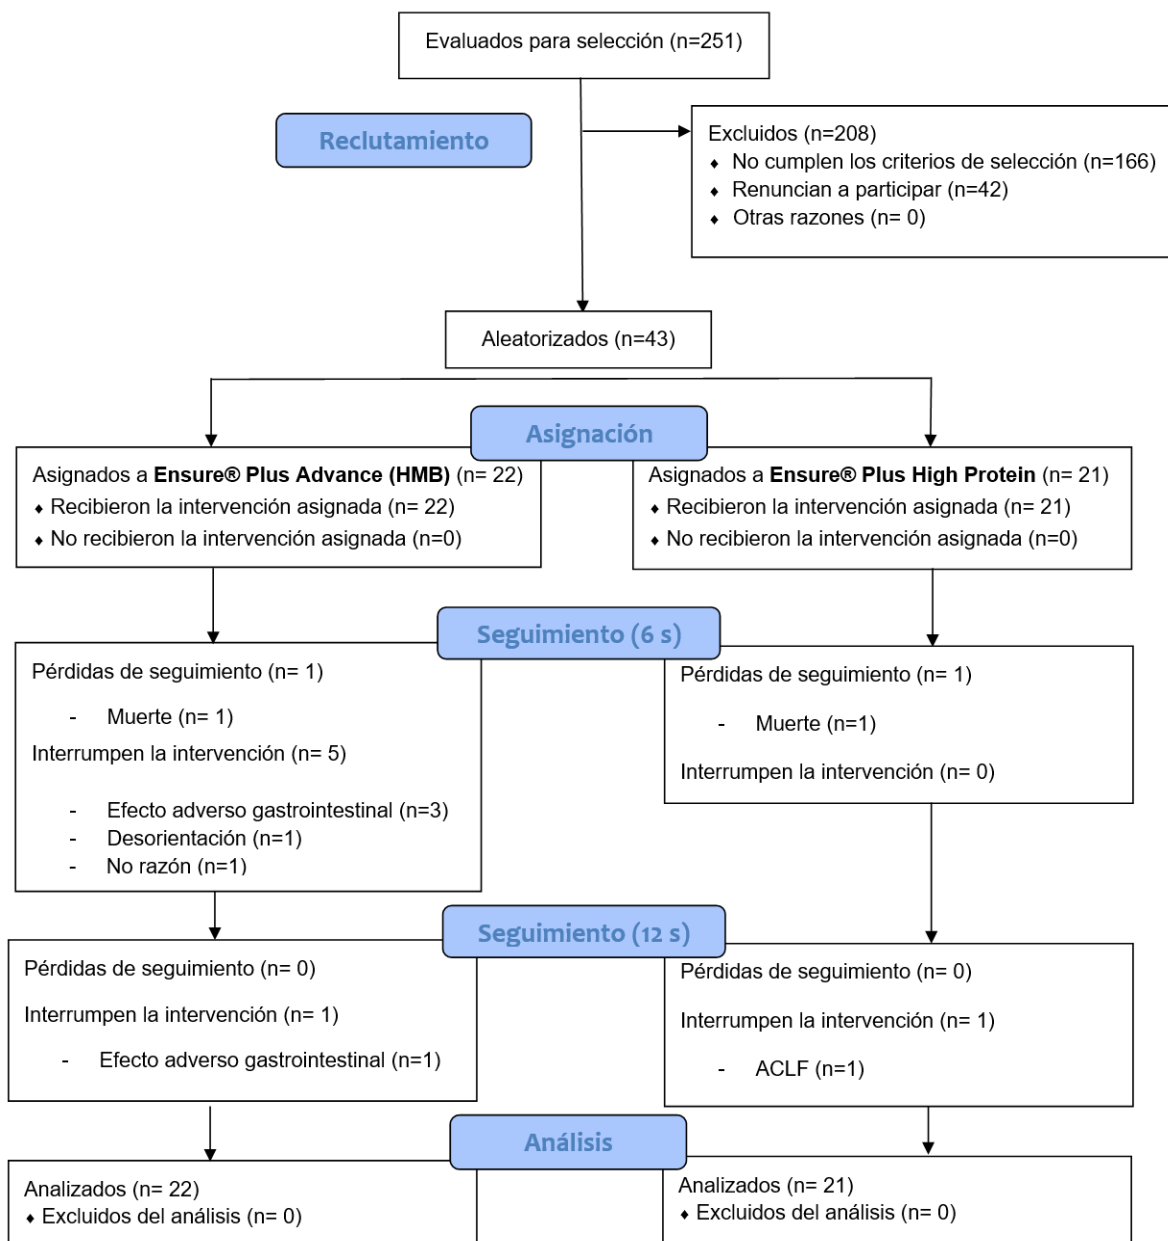 Evaluados para selección (n=251)
Reclutamiento
Excluidos (n=208)
♦ No cumplen los criterios de selección (n=166)
♦ Renuncian a participar (n=42)
♦ Otras razones (n= 0)
Aleatorizados (n=43)
Asignación
Asignados a Ensure® Plus Advance (HMB) (n= 22)
♦ Recibieron la intervención asignada (n= 22)
♦ No recibieron la intervención asignada (n=0)
Asignados a Ensure® Plus High Protein (n= 21)
♦ Recibieron la intervención asignada (n= 21)
♦ No recibieron la intervención asignada (n=0)
Seguimiento (6 s)
Pérdidas de seguimiento (n= 1)
- Muerte (n= 1)
Interrumpen la intervención (n= 5)
- Efecto adverso gastrointestinal (n=3)
- Desorientación (n=1)
- No razón (n=1)
Pérdidas de seguimiento (n= 1)
- Muerte (n=1)
Interrumpen la intervención (n= 0)
Seguimiento (12 s)
Pérdidas de seguimiento (n= 0)
Interrumpen la intervención (n= 1)
- Efecto adverso gastrointestinal (n=1)
Pérdidas de seguimiento (n= 0)
Interrumpen la intervención (n= 1)
- ACLF (n=1)
Análisis
Analizados (n= 22)
♦ Excluidos del análisis (n= 0)
Analizados (n= 21)
♦ Excluidos del análisis (n= 0)